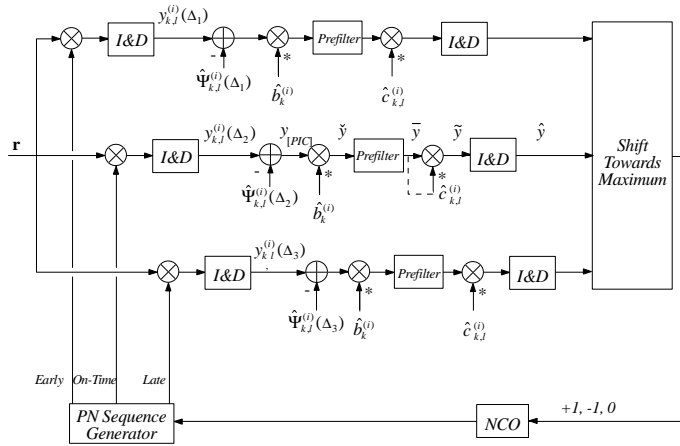 y_{k,l}^{(i)}(Δ_1)
I&D
Prefilter
I&D
-
*
*
Ψ̂_{k,l}^{(i)}(Δ_1)
b̂_k^{(i)}
ĉ_{k,l}^{(i)}
r
y_{k,l}^{(i)}(Δ_2)
y_{[PIC]}
y̌
y̅
ỹ
ŷ
I&D
Prefilter
I&D
-
*
*
Ψ̂_{k,l}^{(i)}(Δ_2)
b̂_k^{(i)}
ĉ_{k,l}^{(i)}
Shift
Towards
Maximum
y_{k l}^{(i)}(Δ_3)
I&D
Prefilter
I&D
-
*
*
Ψ̂_{k,l}^{(i)}(Δ_3)
b̂_k^{(i)}
ĉ_{k,l}^{(i)}
Early
On-Time
Late
PN Sequence
Generator
NCO
+1, -1, 0